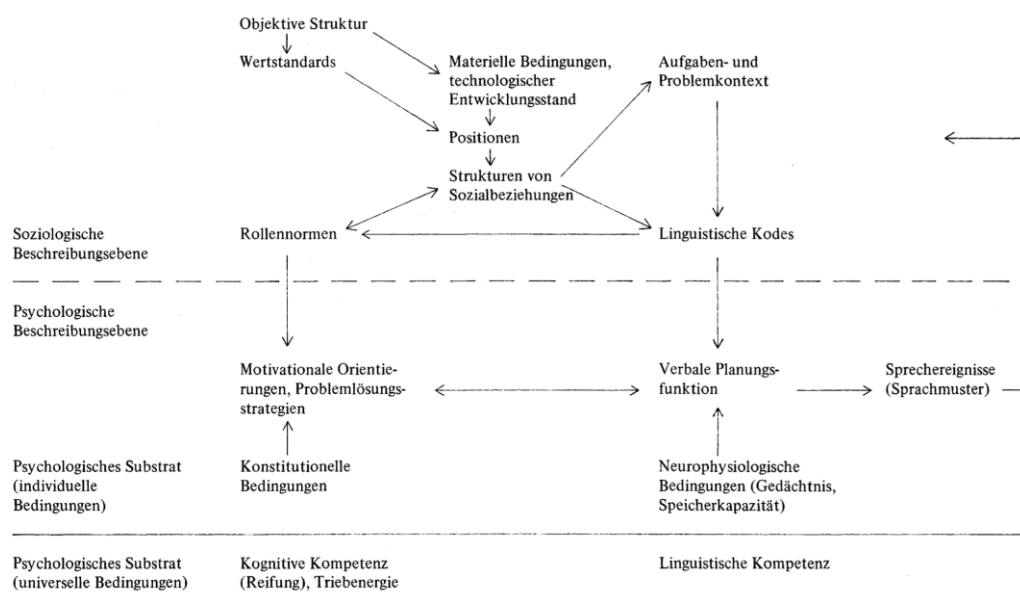 Objektive Struktur
Wertstandards
Materielle Bedingungen,
technologischer
Entwicklungsstand
Aufgaben- und
Problemkontext
Positionen
Strukturen von
Sozialbeziehungen
Soziologische
Beschreibungsebene
Rollennormen
Linguistische Kodes
Psychologische
Beschreibungsebene
Motivationale Orientie-
rungen, Problemlösungs-
strategien
Verbale Planungs-
funktion
Sprechereignisse
(Sprachmuster)
Psychologisches Substrat
(individuelle
Bedingungen)
Konstitutionelle
Bedingungen
Neurophysiologische
Bedingungen (Gedächtnis,
Speicherkapazität)
Psychologisches Substrat
(universelle Bedingungen)
Kognitive Kompetenz
(Reifung), Triebenergie
Linguistische Kompetenz